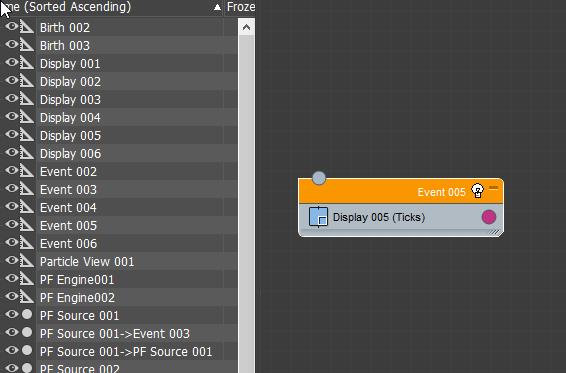 me (Sorted Ascending) Froze
Birth 002
Birth 003
Display 001
Display 002
Display 003
Display 004
Display 005
Display 006
Event 002
Event 003
Event 004
Event 005
Event 006
Particle View 001
PF Engine001
PF Engine002
PF Source 001
PF Source 001->Event 003
PF Source 001->PF Source 001
PF Source 002
Event 005
Display 005 (Ticks)